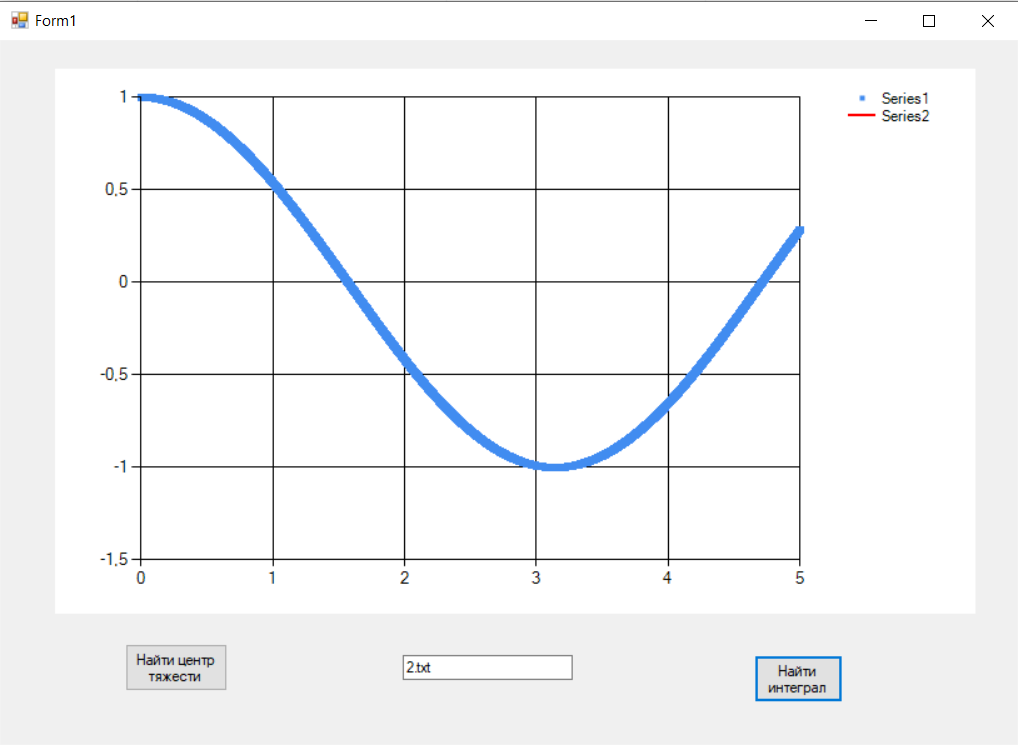 Form1
1
0,5
0
-0,5
-1
-1,5
0 1 2 3 4 5
Series1
Series2
Найти центр
тяжести
2.txt
Найти
интеграл